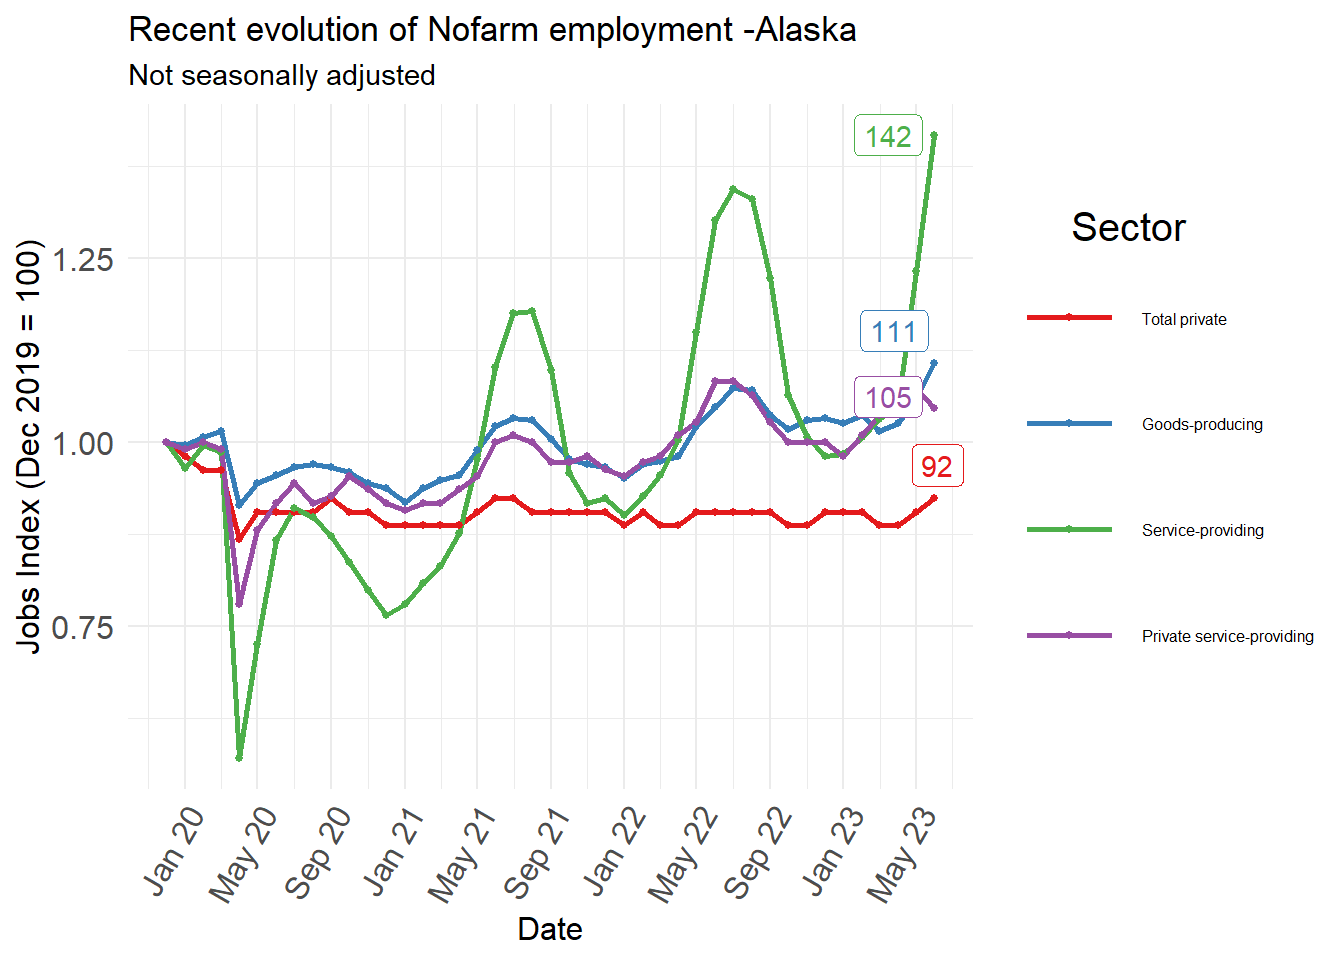 Recent evolution of Nofarm employment -Alaska
Not seasonally adjusted
Jobs Index (Dec 2019 = 100)
1.25
1.00
0.75
142
111
105
92
Jan 20
May 20
Sep 20
Jan 21
May 21
Sep 21
Jan 22
May 22
Sep 22
Jan 23
May 23
Date
Sector
Total private
Goods-producing
Service-providing
Private service-providing